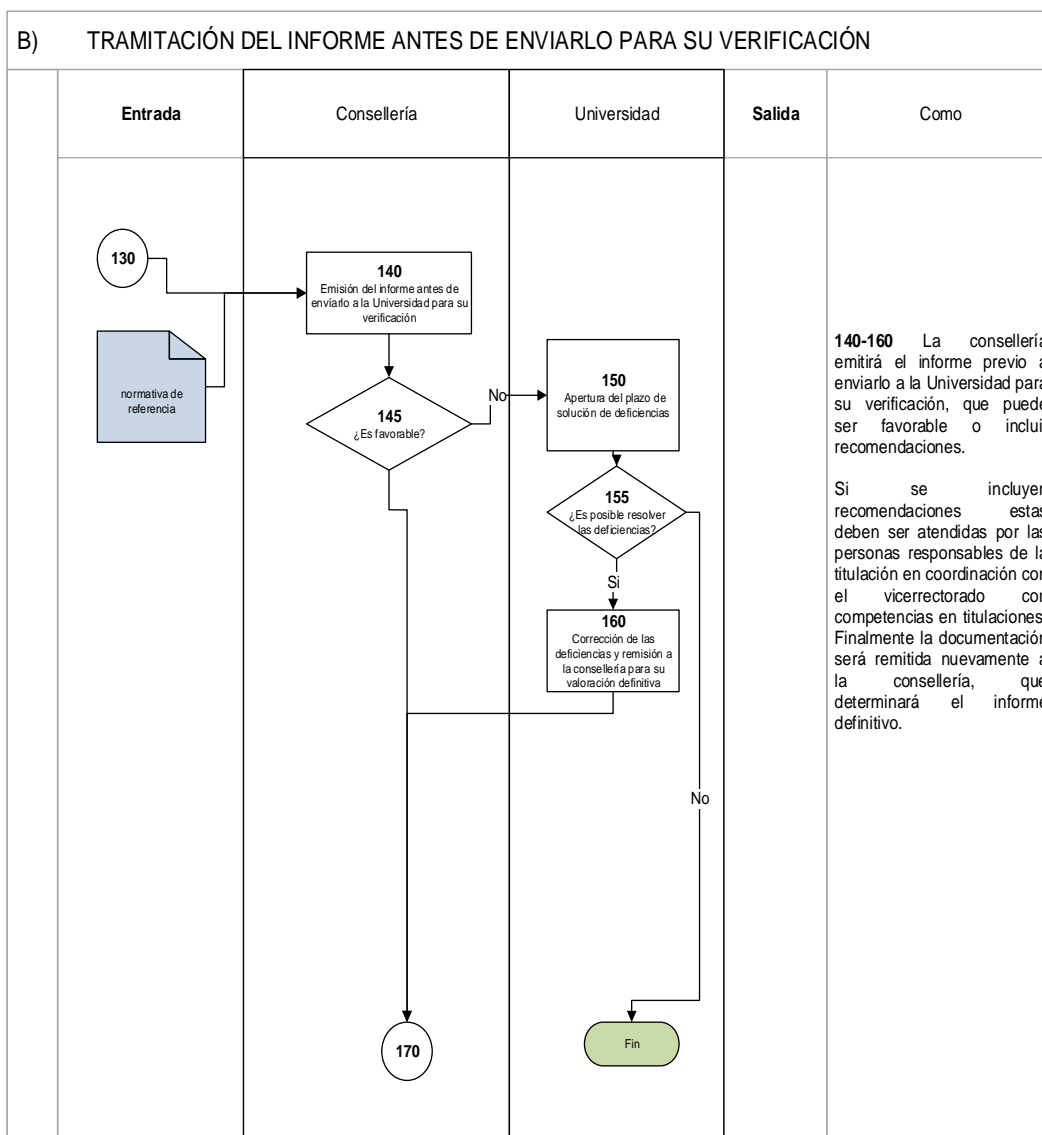 B) TRAMITACIÓN DEL INFORME ANTES DE ENVIARLO PARA SU VERIFICACIÓN
Entrada
Consellería
Universidad
Salida
Como
130
normativa de
referencia
140
Emisión del informe antes de
envíarlo a la Universidad para su
verificación
145
¿Es favorable?
No
150
Apertura del plazo de
solución de deficiencias
155
¿Es posible resolver
las deficiencias?
Si
160
Corrección de las
deficiencias y remisión a
la consellería para su
valoración definitiva
No
170
Fin
140-160 La consellería
emitirá el informe previo a
enviarlo a la Universidad para
su verificación, que puede
ser favorable o inclui
recomendaciones.
Si se incluyen
recomendaciones estas
deben ser atendidas por las
personas responsables de la
titulación en coordinación con
el vicerrectorado con
competencias en titulaciones
Finalmente la documentación
será remitida nuevamente a
la consellería, que
determinará el informe
definitivo.